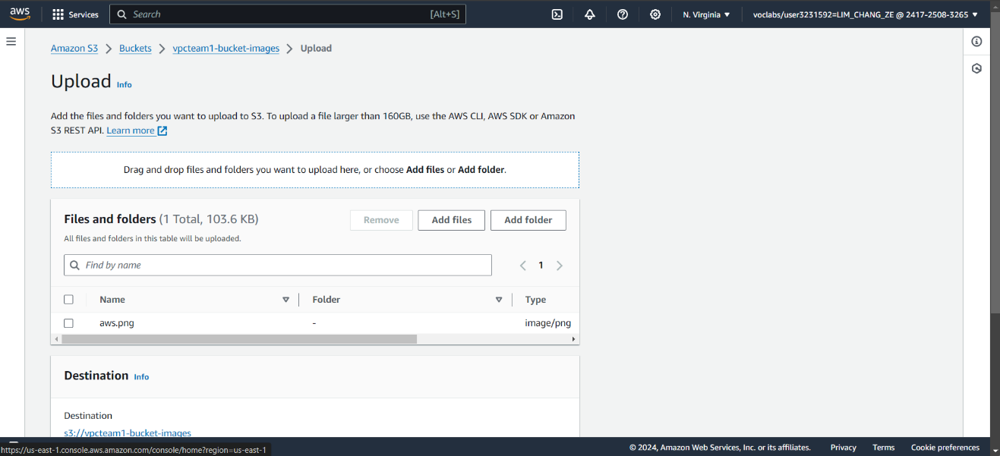 aws
Services
Search [Alt+S]
N. Virginia ▼
voclabs/user3231592=LIM_CHANG_ZE @ 2417-2508-3265 ▼
Amazon S3 > Buckets > vpcteam1-bucket-images > Upload
Upload Info
Add the files and folders you want to upload to S3. To upload a file larger than 160GB, use the AWS CLI, AWS SDK or Amazon
S3 REST API. Learn more
Drag and drop files and folders you want to upload here, or choose Add files or Add folder.
Files and folders (1 Total, 103.6 KB)
Remove
Add files
Add folder
All files and folders in this table will be uploaded.
Find by name
1
Name Folder Type
aws.png - image/png
Destination Info
Destination
s3://vpcteam1-bucket-images
https://us-east-1.console.aws.amazon.com/console/home?region=us-east-1
© 2024, Amazon Web Services, Inc. or its affiliates. Privacy Terms Cookie preferences